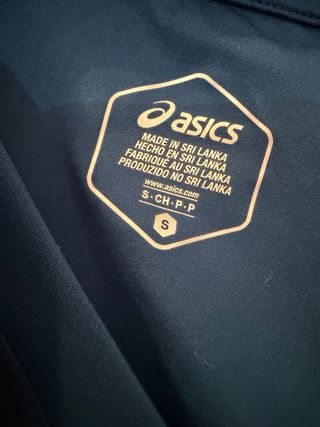 asics
MADE IN SRI LANKA
HECHO EN SRI LANKA
FABRIQUÉ AU SRI LANKA
PRODUZIDO NO SRI LANKA
www.asics.com
S·CH·P·P
S